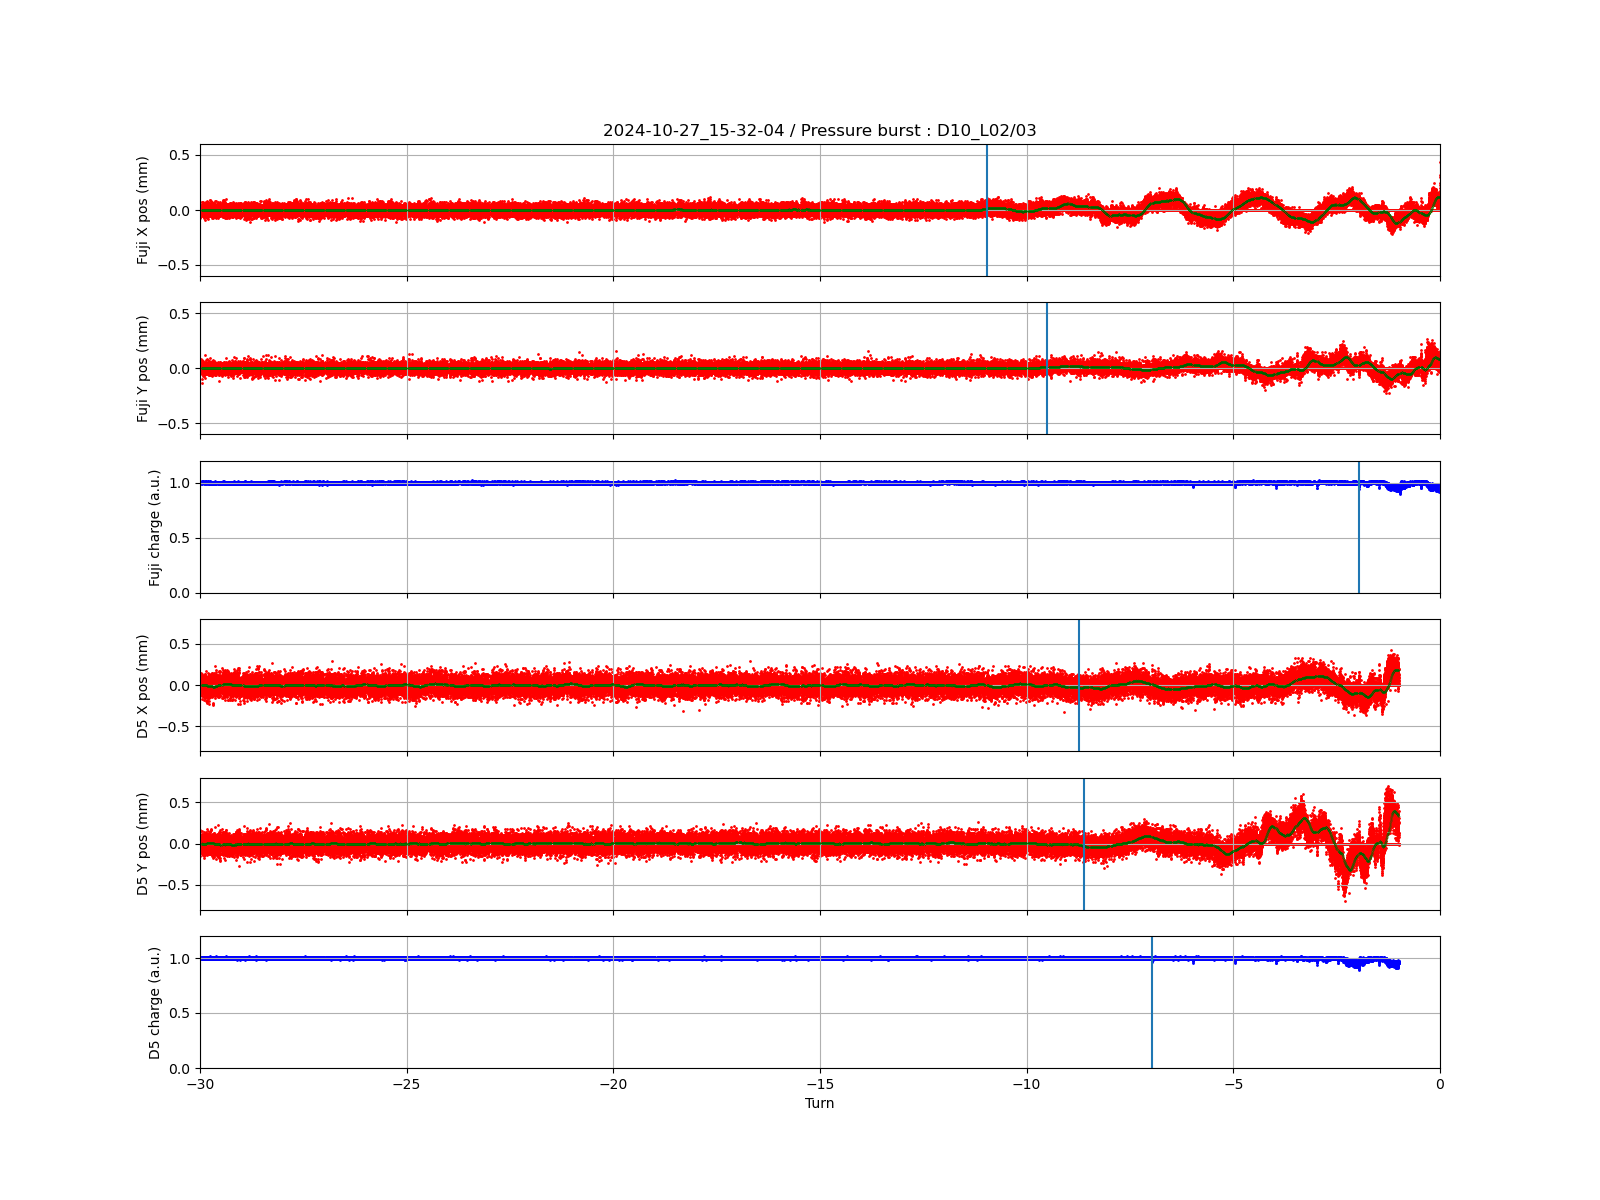 2024-10-27_15-32-04 / Pressure burst : D10_L02/03
0.5
0.0
−0.5
Fuji X pos (mm)
0.5
0.0
−0.5
Fuji Y pos (mm)
1.0
0.5
0.0
Fuji charge (a.u.)
0.5
0.0
−0.5
D5 X pos (mm)
0.5
0.0
−0.5
D5 Y pos (mm)
1.0
0.5
0.0
D5 charge (a.u.)
−30 −25 −20 −15 −10 −5 0
Turn